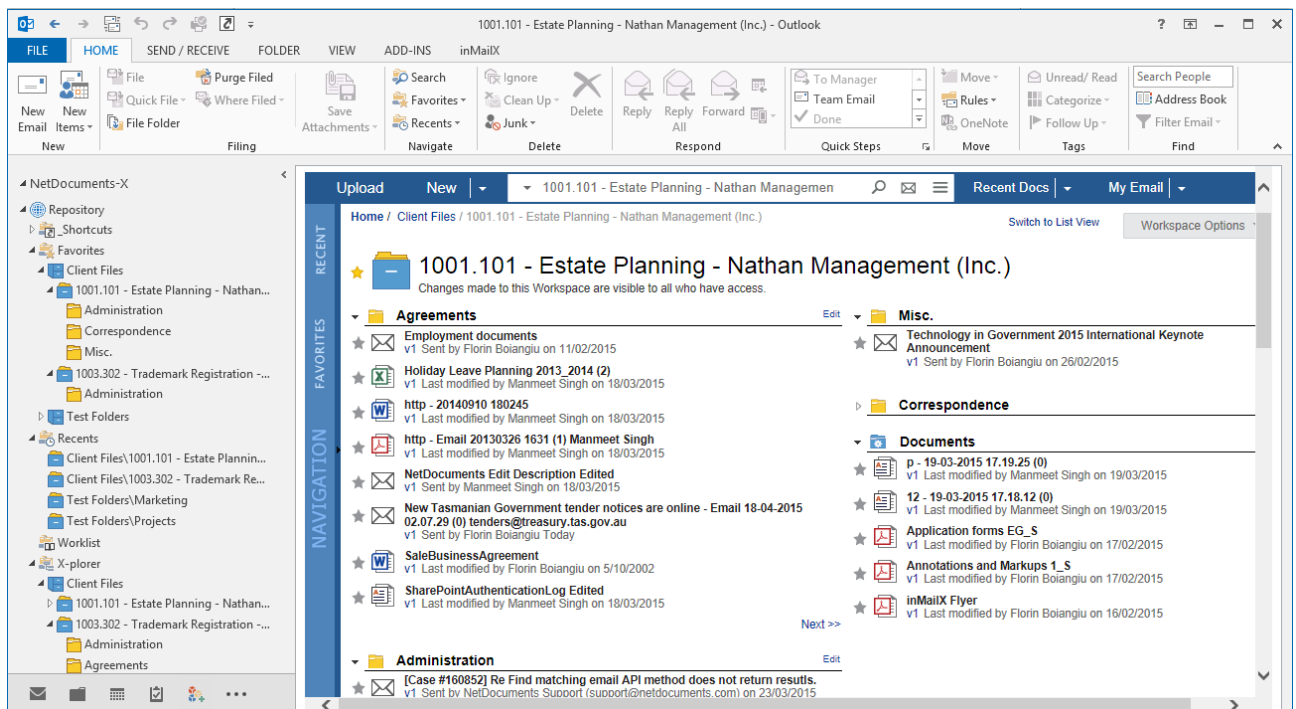 1001.101 - Estate Planning - Nathan Management (Inc.) - Outlook
FILE HOME SEND / RECEIVE FOLDER VIEW ADD-INS inMailX
New Email
New Items
File
Quick File
File Folder
Purge Filed
Where Filed
Save Attachments
Search
Favorites
Recents
Ignore
Clean Up
Junk
Delete
Reply
Reply All
Forward
To Manager
Team Email
Done
Move
Rules
OneNote
Unread/ Read
Categorize
Follow Up
Search People
Address Book
Filter Email
New Filing Navigate Delete Respond Quick Steps Move Tags Find
NetDocuments-X
Repository
_Shortcuts
Favorites
Client Files
1001.101 - Estate Planning - Nathan...
Administration
Correspondence
Misc.
1003.302 - Trademark Registration -...
Administration
Test Folders
Recents
Client Files\1001.101 - Estate Plannin...
Client Files\1003.302 - Trademark Re...
Test Folders\Marketing
Test Folders\Projects
Worklist
X-plorer
Client Files
1001.101 - Estate Planning - Nathan...
1003.302 - Trademark Registration -...
Administration
Agreements
RECENT
FAVORITES
NAVIGATION
Upload New 1001.101 - Estate Planning - Nathan Managemen Recent Docs My Email
Home / Client Files / 1001.101 - Estate Planning - Nathan Management (Inc.)
Switch to List View
Workspace Options
1001.101 - Estate Planning - Nathan Management (Inc.)
Changes made to this Workspace are visible to all who have access.
Agreements Edit
Employment documents
v1 Sent by Florin Boiangiu on 11/02/2015
Holiday Leave Planning 2013_2014 (2)
v1 Last modified by Manmeet Singh on 18/03/2015
http - 20140910 180245
v1 Last modified by Manmeet Singh on 18/03/2015
http - Email 20130326 1631 (1) Manmeet Singh
v1 Last modified by Manmeet Singh on 18/03/2015
NetDocuments Edit Description Edited
v1 Sent by Manmeet Singh on 18/03/2015
New Tasmanian Government tender notices are online - Email 18-04-2015
02.07.29 (0) tenders@treasury.tas.gov.au
v1 Sent by Florin Boiangiu Today
SaleBusinessAgreement
v1 Last modified by Florin Boiangiu on 5/10/2002
SharePointAuthenticationLog Edited
v1 Last modified by Manmeet Singh on 18/03/2015
Next >>
Administration Edit
[Case #160852] Re Find matching email API method does not return resutls.
v1 Sent by NetDocuments Support (support@netdocuments.com) on 23/03/2015
Misc.
Technology in Government 2015 International Keynote
Announcement
v1 Sent by Florin Boiangiu on 26/02/2015
Correspondence
Documents
p - 19-03-2015 17.19.25 (0)
v1 Last modified by Manmeet Singh on 19/03/2015
12 - 19-03-2015 17.18.12 (0)
v1 Last modified by Manmeet Singh on 19/03/2015
Application forms EG_S
v1 Last modified by Florin Boiangiu on 17/02/2015
Annotations and Markups 1_S
v1 Last modified by Florin Boiangiu on 17/02/2015
inMailX Flyer
v1 Last modified by Florin Boiangiu on 16/02/2015